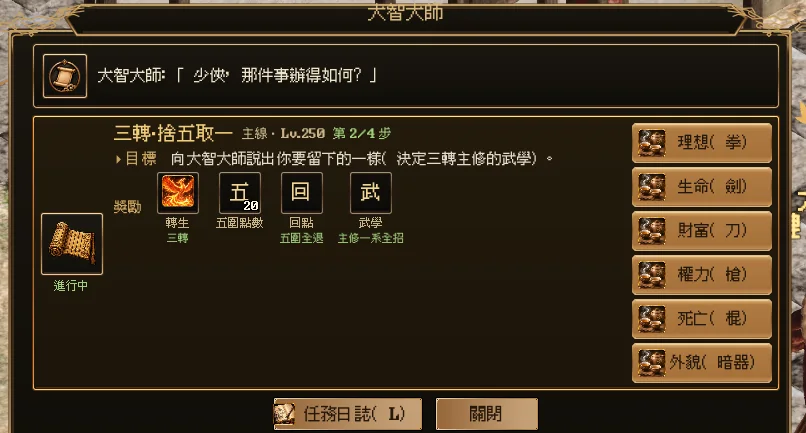 大智大師
大智大師:「 少俠, 那件事辦得如何? 」
三轉·捨五取一 主線 · Lv.250 第 2/4 步
目標 向大智大師說出你要留下的一樣( 決定三轉主修的武學) 。
獎勵
轉生
三轉
五
20
五圍點數
回
回點
五圍全退
武
武學
主修一系全招
進行中
理想( 拳)
生命( 劍)
財富( 刀)
權力( 槍)
死亡( 棍)
外貌( 暗器)
任務日誌( L)
關閉